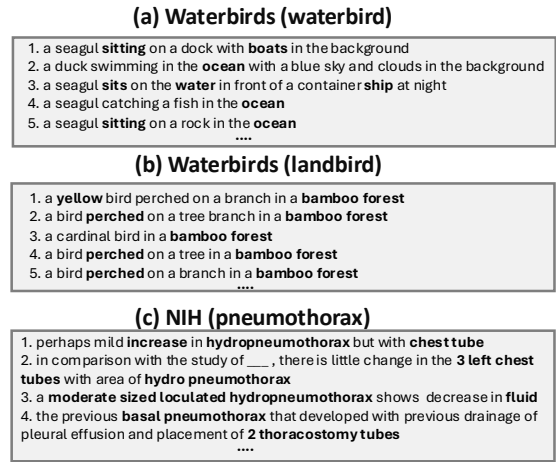 (a) Waterbirds (waterbird)
1. a seagul sitting on a dock with boats in the background
2. a duck swimming in the ocean with a blue sky and clouds in the background
3. a seagul sits on the water in front of a container ship at night
4. a seagul catching a fish in the ocean
5. a seagul sitting on a rock in the ocean
....
(b) Waterbirds (landbird)
1. a yellow bird perched on a branch in a bamboo forest
2. a bird perched on a tree branch in a bamboo forest
3. a cardinal bird in a bamboo forest
4. a bird perched on a tree in a bamboo forest
5. a bird perched on a branch in a bamboo forest
....
(c) NIH (pneumothorax)
1. perhaps mild increase in hydropneumothorax but with chest tube
2. in comparison with the study of ___ , there is little change in the 3 left chest
tubes with area of hydro pneumothorax
3. a moderate sized loculated hydropneumothorax shows decrease in fluid
4. the previous basal pneumothorax that developed with previous drainage of
pleural effusion and placement of 2 thoracostomy tubes
....